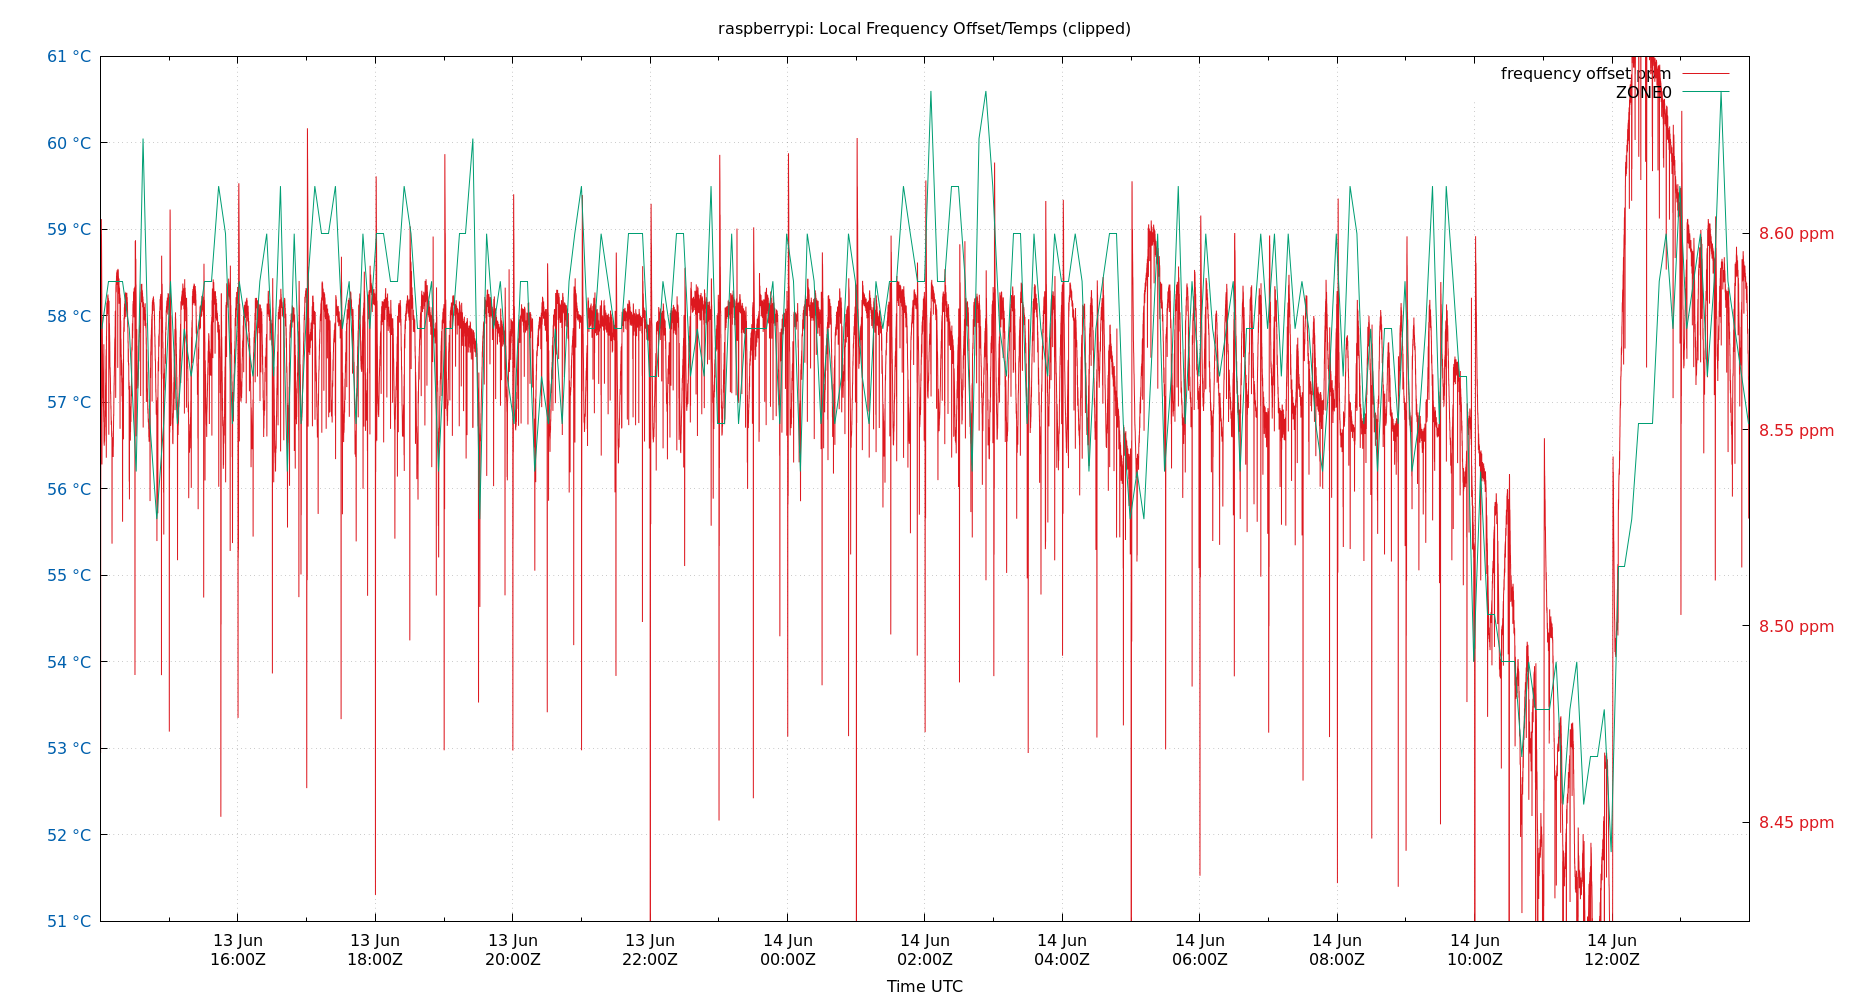 raspberrypi: Local Frequency Offset/Temps (clipped)
61 °C
60 °C
59 °C
58 °C
57 °C
56 °C
55 °C
54 °C
53 °C
52 °C
51 °C
frequency offset ppm
ZONE0
8.60 ppm
8.55 ppm
8.50 ppm
8.45 ppm
13 Jun 13 Jun 13 Jun 13 Jun 14 Jun 14 Jun 14 Jun 14 Jun 14 Jun 14 Jun 14 Jun
16:00Z 18:00Z 20:00Z 22:00Z 00:00Z 02:00Z 04:00Z 06:00Z 08:00Z 10:00Z 12:00Z
Time UTC